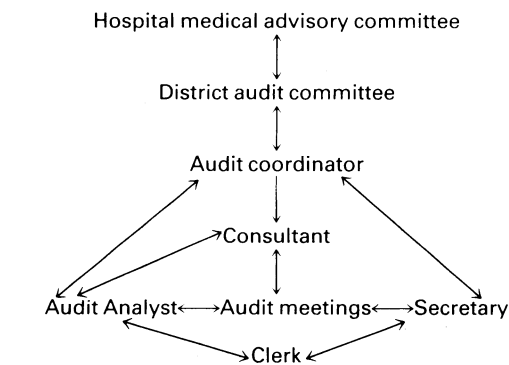 Hospital medical advisory committee
District audit committee
Audit coordinator
Consultant
Audit Analyst Audit meetings Secretary
Clerk